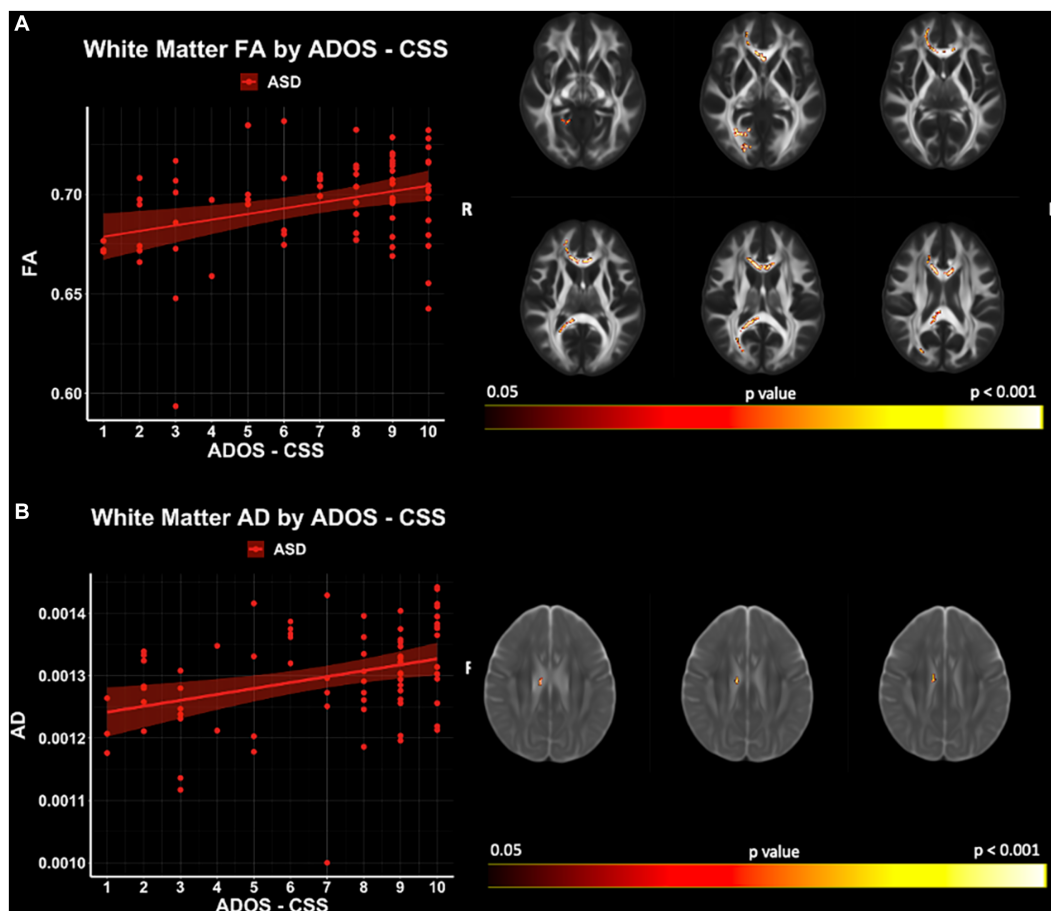 A
White Matter FA by ADOS - CSS
ASD
0.70
0.65
0.60
FA
1 2 3 4 5 6 7 8 9 10
ADOS - CSS
R
0.05 p value p < 0.001
B
White Matter AD by ADOS - CSS
ASD
0.0014
0.0013
0.0012
0.0011
0.0010
AD
1 2 3 4 5 6 7 8 9 10
ADOS - CSS
0.05 p value p < 0.001